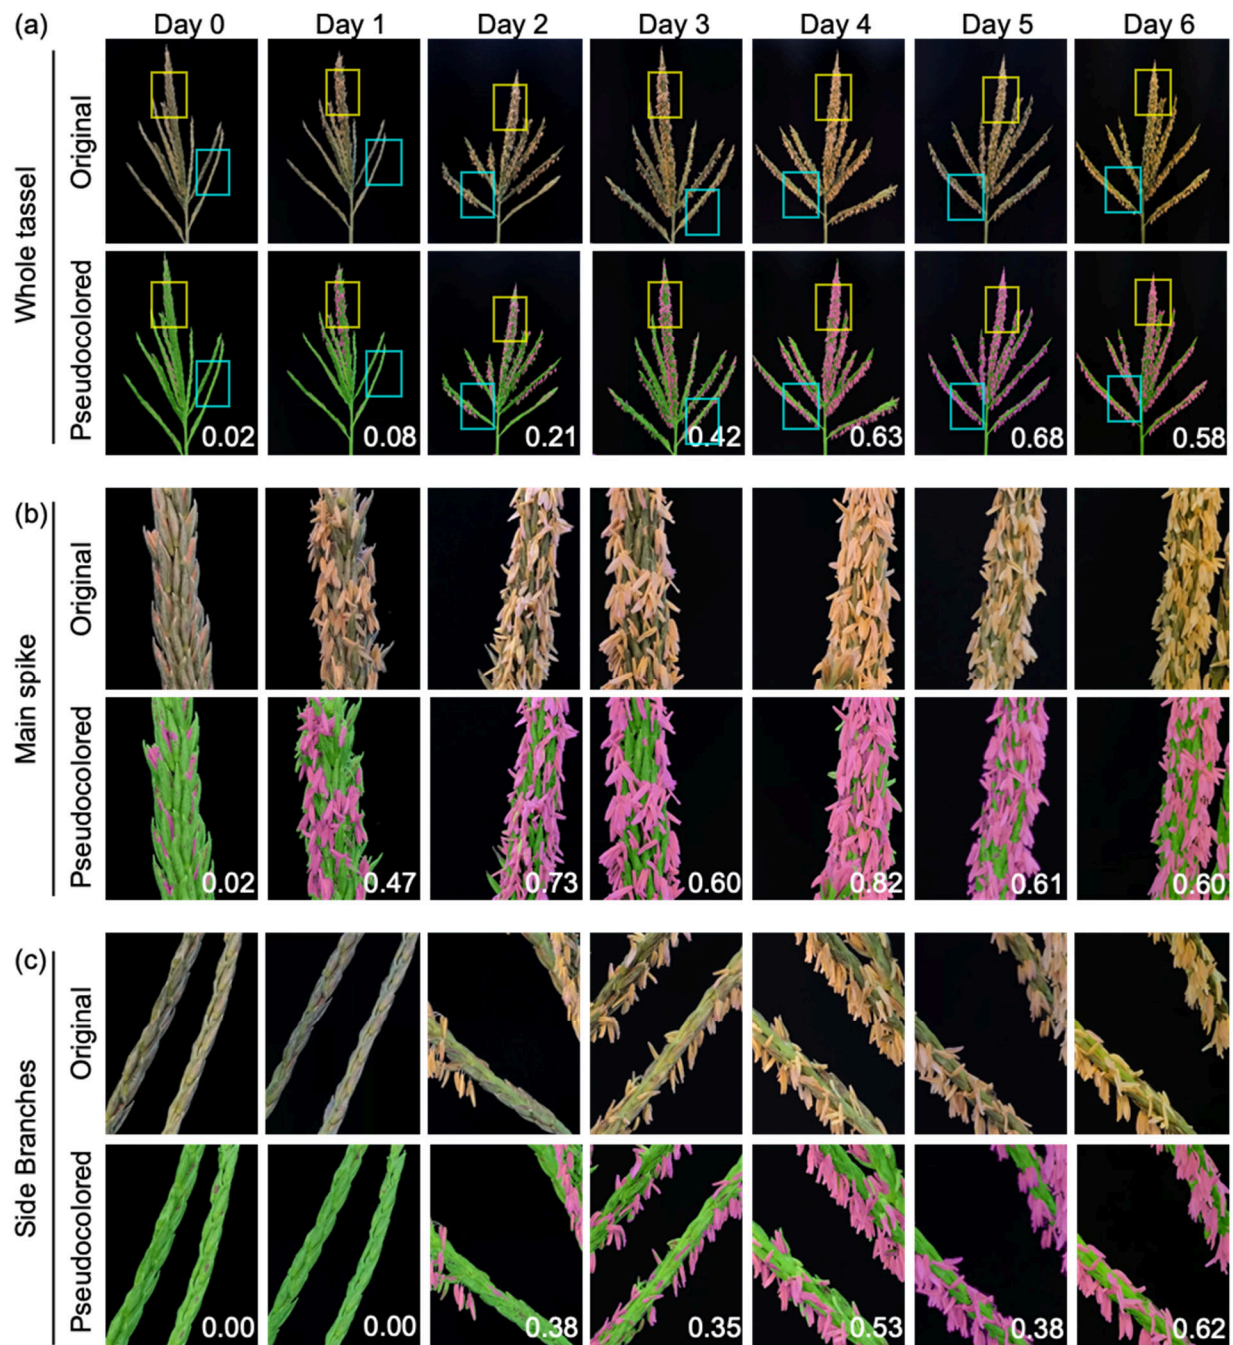 (a)
Day 0 Day 1 Day 2 Day 3 Day 4 Day 5 Day 6
Whole tassel
Original
Pseudocolored
0.02 0.08 0.21 0.42 0.63 0.68 0.58
(b)
Main spike
Original
Pseudocolored
0.02 0.47 0.73 0.60 0.82 0.61 0.60
(c)
Side Branches
Original
Pseudocolored
0.00 0.00 0.38 0.35 0.53 0.38 0.62